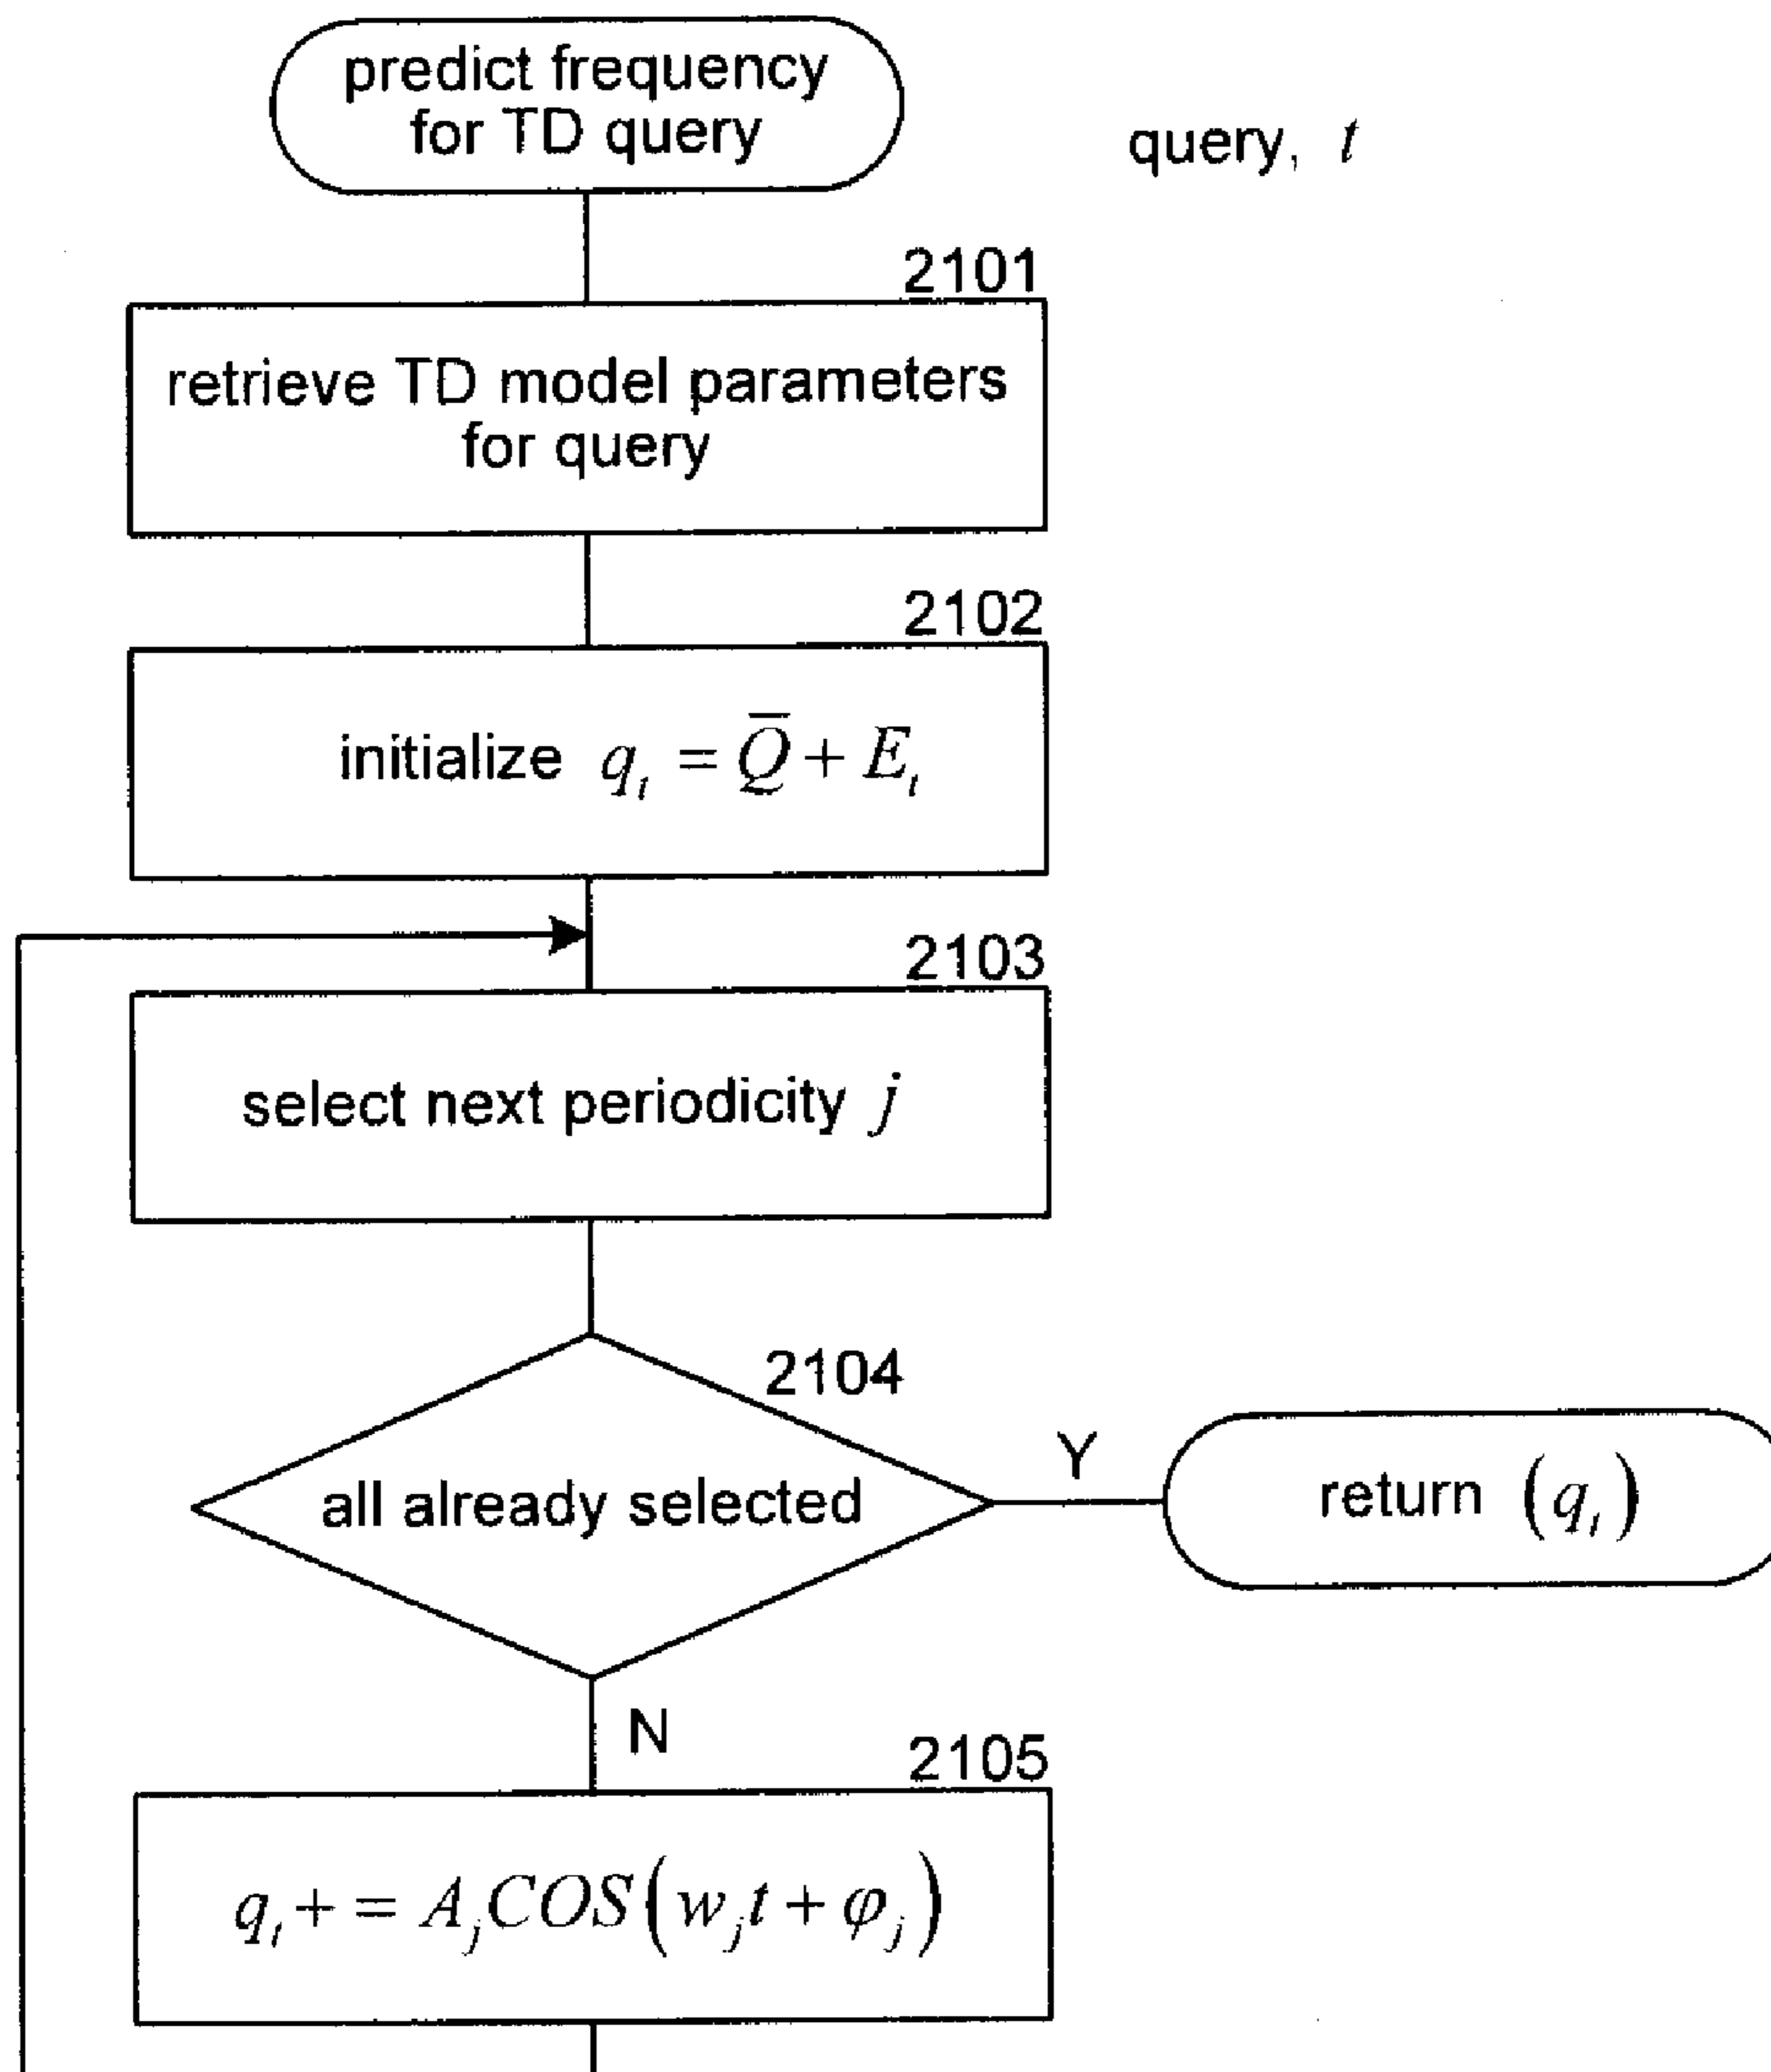 predict frequency
for TD query
query, t
2101
retrieve TD model parameters
for query
2102
initialize q_t = Q̅ + E_t
2103
select next periodicity j
2104
all already selected
Y
return (q_t)
N
2105
q_t + = A_j COS(w_j t + φ_j)